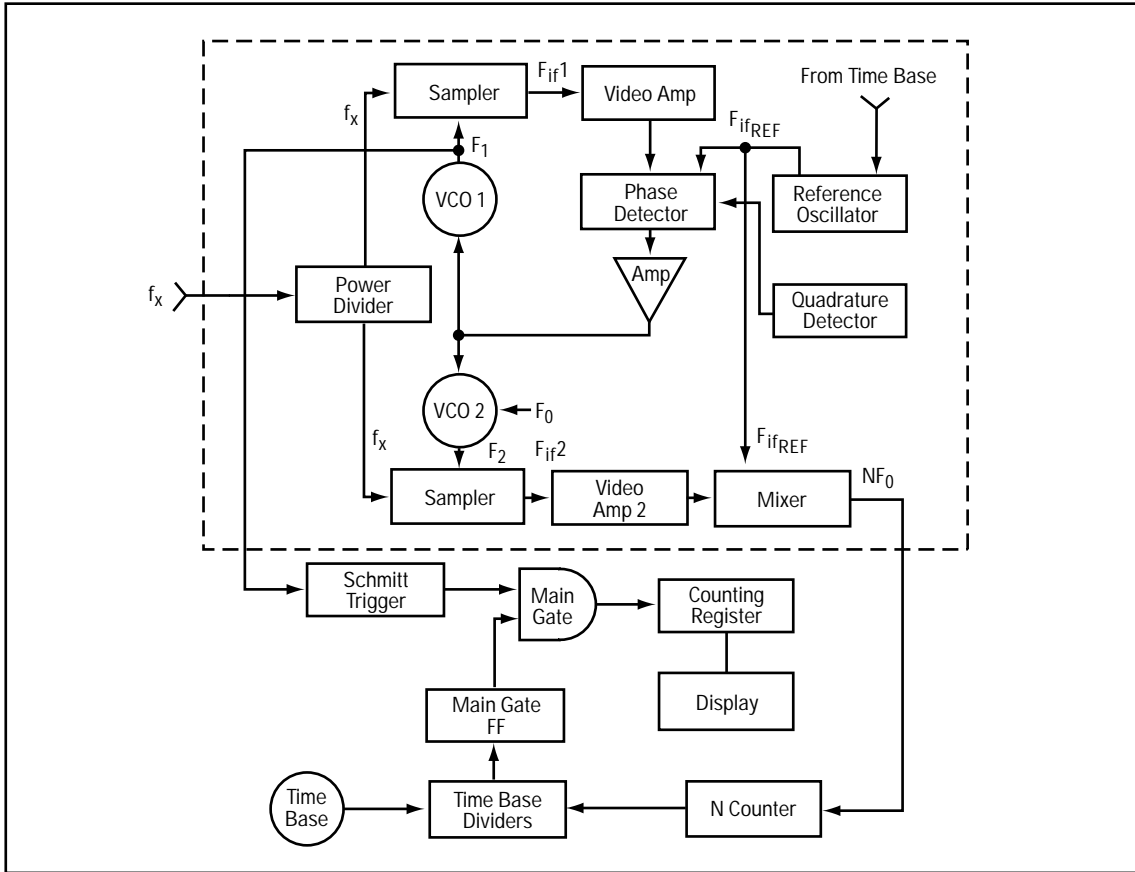 From Time Base
Sampler
F_if1
Video Amp
f_x
F_1
F_if_REF
VCO 1
Phase
Detector
Reference
Oscillator
f_x
Power
Divider
Amp
Quadrature
Detector
VCO 2
F_0
f_x
F_2
F_if2
F_if_REF
NF_0
Sampler
Video
Amp 2
Mixer
Schmitt
Trigger
Main
Gate
Counting
Register
Main Gate
FF
Display
Time
Base
Time Base
Dividers
N Counter